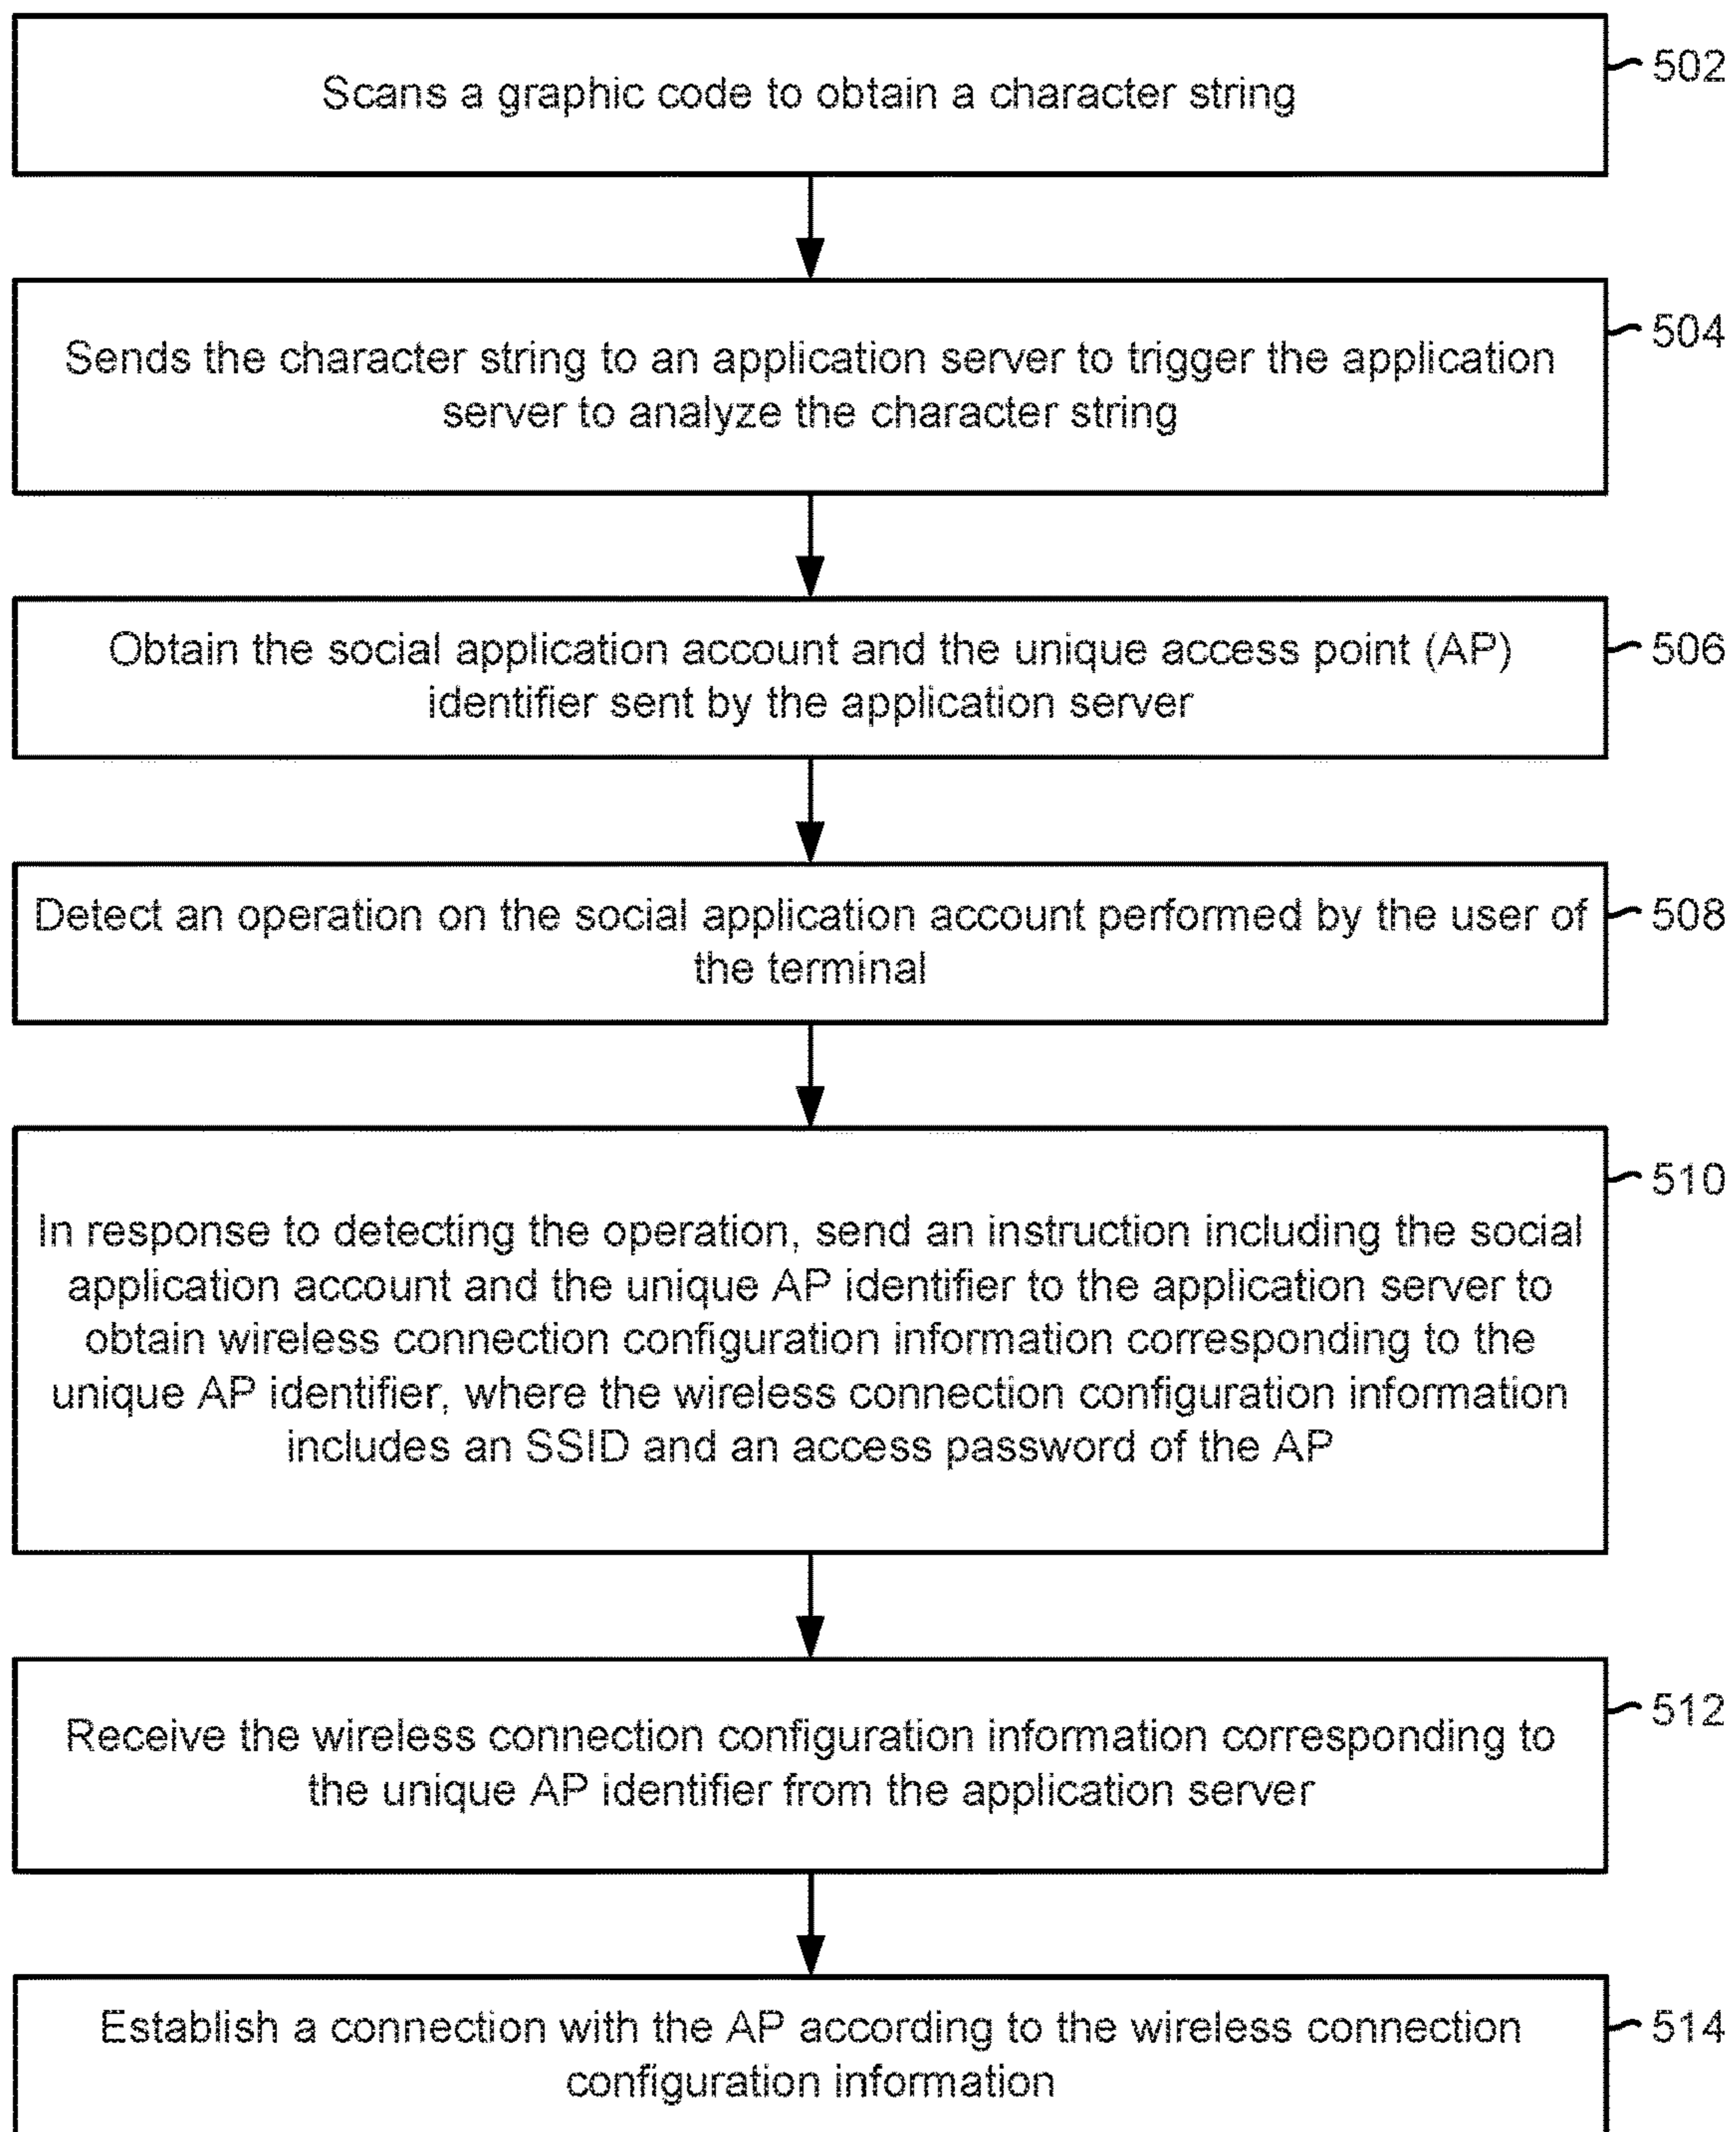 Scans a graphic code to obtain a character string
502
Sends the character string to an application server to trigger the application
server to analyze the character string
504
Obtain the social application account and the unique access point (AP)
identifier sent by the application server
506
Detect an operation on the social application account performed by the user of
the terminal
508
In response to detecting the operation, send an instruction including the social
application account and the unique AP identifier to the application server to
obtain wireless connection configuration information corresponding to the
unique AP identifier, where the wireless connection configuration information
includes an SSID and an access password of the AP
510
Receive the wireless connection configuration information corresponding to
the unique AP identifier from the application server
512
Establish a connection with the AP according to the wireless connection
configuration information
514